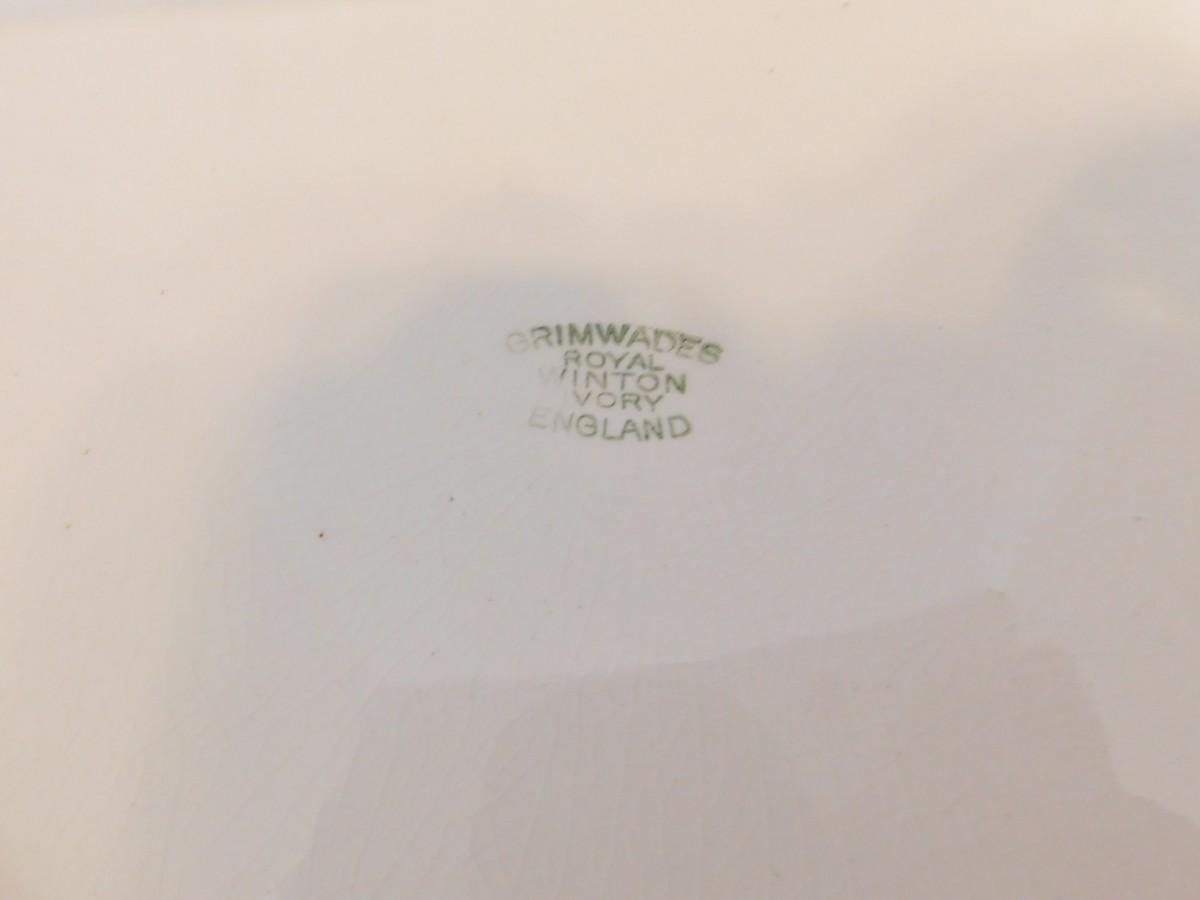 GRIMWADES
ROYAL
WINTON
IVORY
ENGLAND